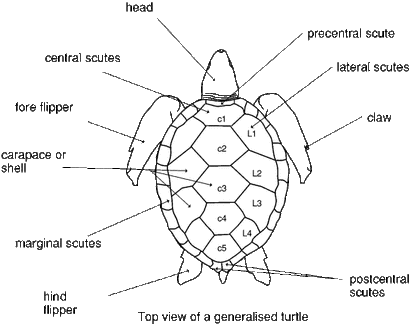 head
precentral scute
central scutes
lateral scutes
fore flipper
claw
c1
L1
carapace or
shell
c2
L2
c3
L3
c4
L4
marginal scutes
c5
hind
flipper
postcentral
scutes
Top view of a generalised turtle